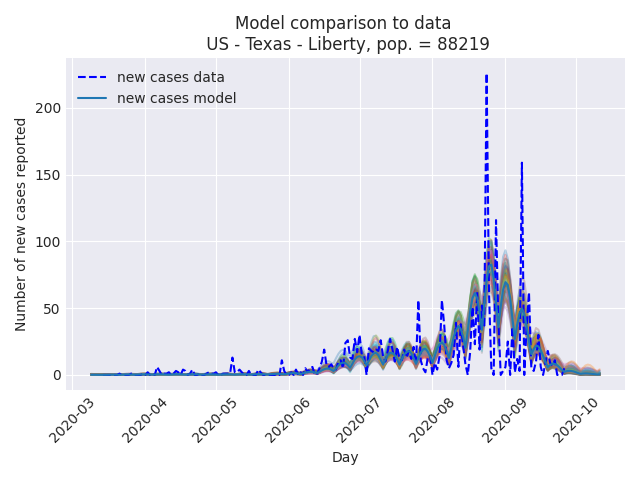 Model comparison to data
US - Texas - Liberty, pop. = 88219
new cases data
new cases model
Number of new cases reported
200
150
100
50
0
2020-03
2020-04
2020-05
2020-06
2020-07
2020-08
2020-09
2020-10
Day